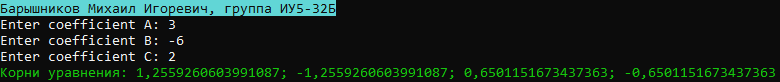 Барышников Михаил Игоревич, группа ИУ5-32Б
Enter coefficient A: 3
Enter coefficient B: -6
Enter coefficient C: 2
Корни уравнения: 1,2559260603991087; -1,2559260603991087; 0,6501151673437363; -0,6501151673437363